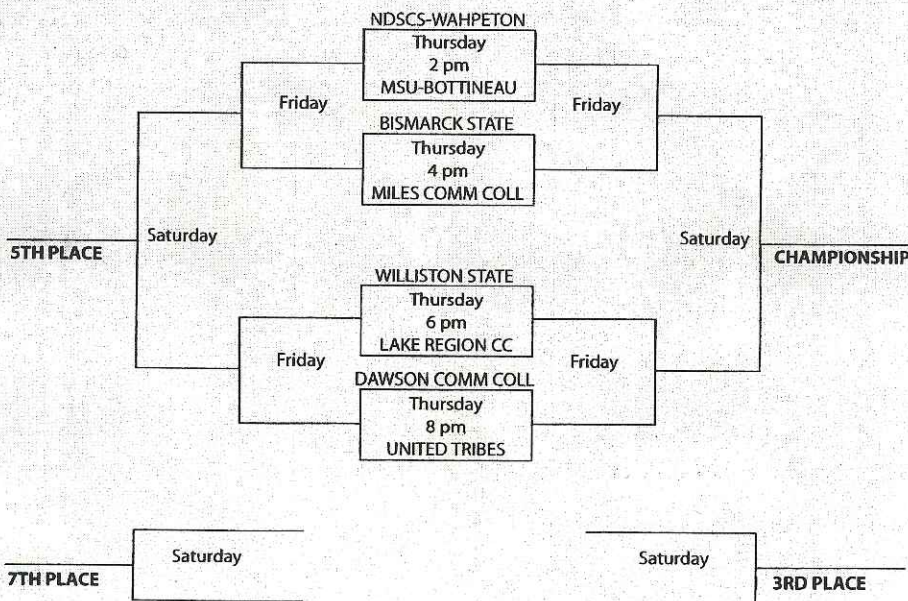 NDSCS-WAHPETON
Thursday
2 pm
MSU-BOTTINEAU
Friday
Friday
BISMARCK STATE
Thursday
4 pm
MILES COMM COLL
Saturday
Saturday
5TH PLACE
CHAMPIONSHIP
WILLISTON STATE
Thursday
6 pm
LAKE REGION CC
Friday
Friday
DAWSON COMM COLL
Thursday
8 pm
UNITED TRIBES
Saturday
Saturday
7TH PLACE
3RD PLACE